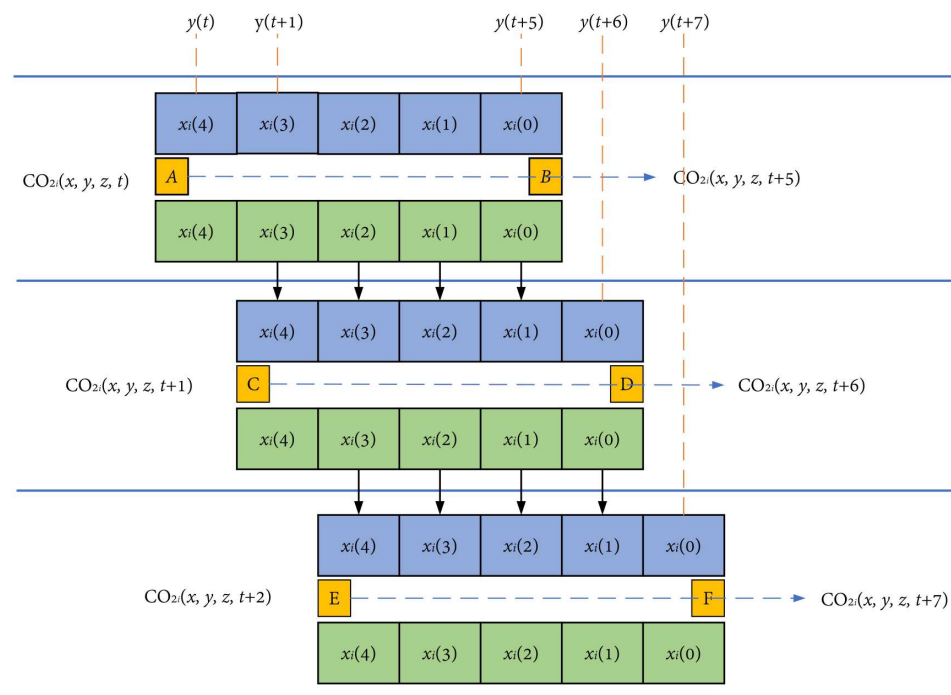 y(t) y(t+1) y(t+5) y(t+6) y(t+7)
xi(4) xi(3) xi(2) xi(1) xi(0)
CO2i(x, y, z, t) A B CO2i(x, y, z, t+5)
xi(4) xi(3) xi(2) xi(1) xi(0)
xi(4) xi(3) xi(2) xi(1) xi(0)
CO2i(x, y, z, t+1) C D CO2i(x, y, z, t+6)
xi(4) xi(3) xi(2) xi(1) xi(0)
xi(4) xi(3) xi(2) xi(1) xi(0)
CO2i(x, y, z, t+2) E F CO2i(x, y, z, t+7)
xi(4) xi(3) xi(2) xi(1) xi(0)